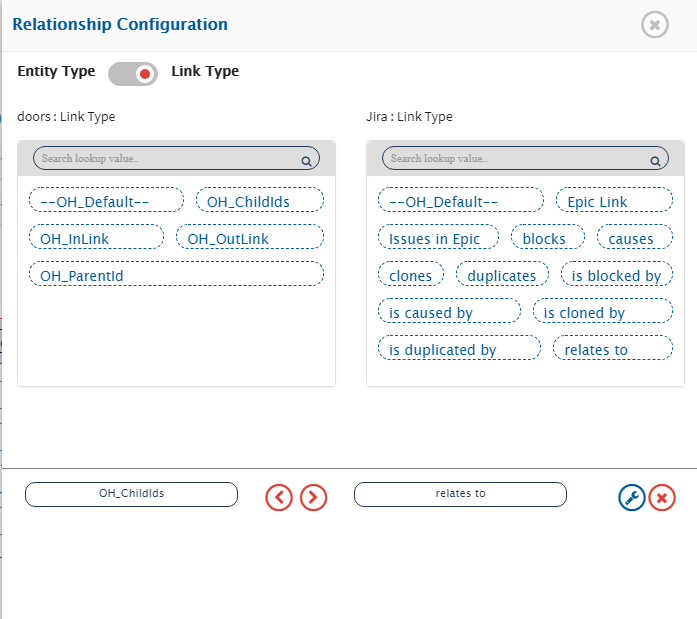 Relationship Configuration
Entity Type Link Type
doors : Link Type Jira : Link Type
Search lookup value.. Search lookup value..
--OH_Default-- OH_ChildIds --OH_Default-- Epic Link
OH_InLink OH_OutLink Issues in Epic blocks causes
OH_ParentId clones duplicates is blocked by
is caused by is cloned by
is duplicated by relates to
OH_ChildIds relates to